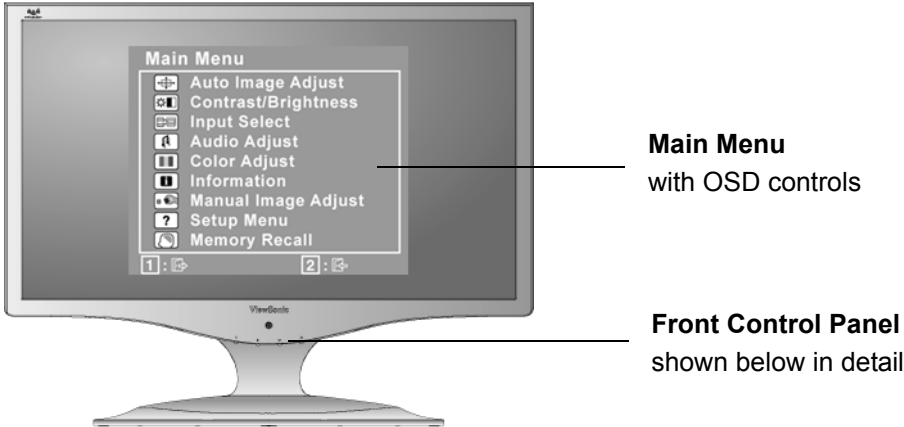 Main Menu
Auto Image Adjust
Contrast/Brightness
Input Select
Audio Adjust
Color Adjust
Information
Manual Image Adjust
Setup Menu
Memory Recall
1 : 2 :
ViewSonic
Main Menu
with OSD controls
Front Control Panel
shown below in detail